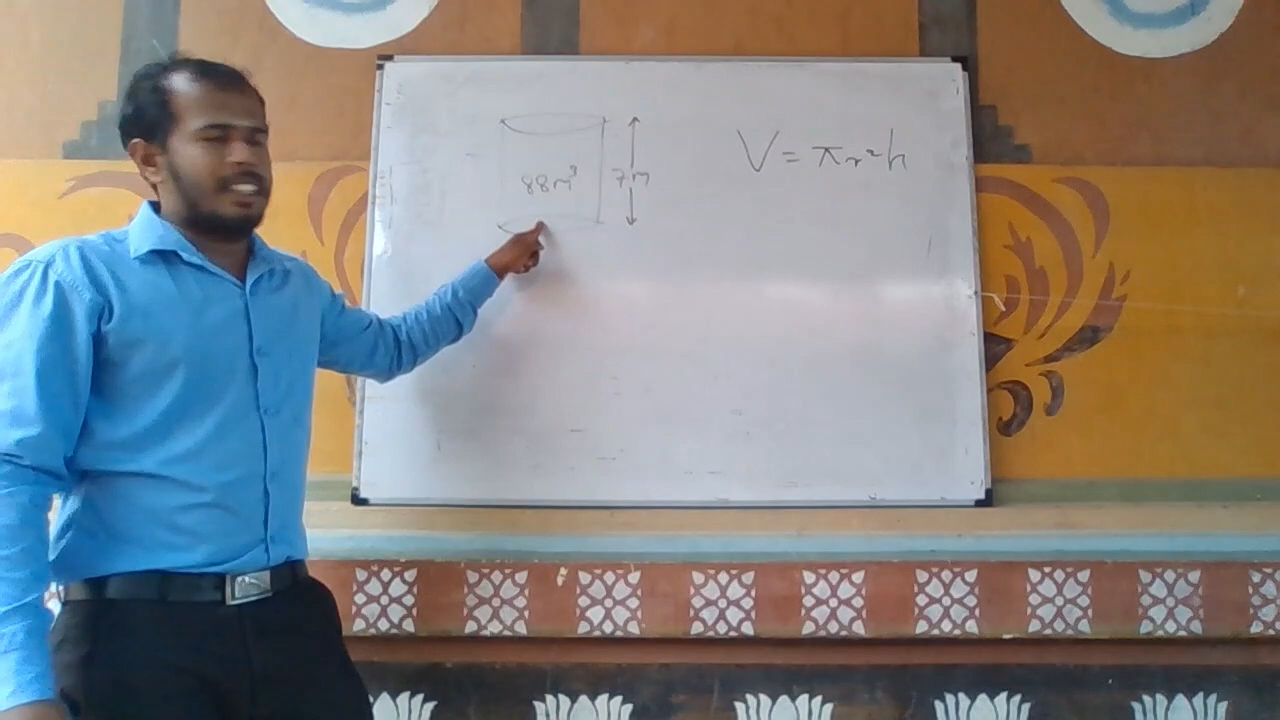 88m³
7m
V = πr²h